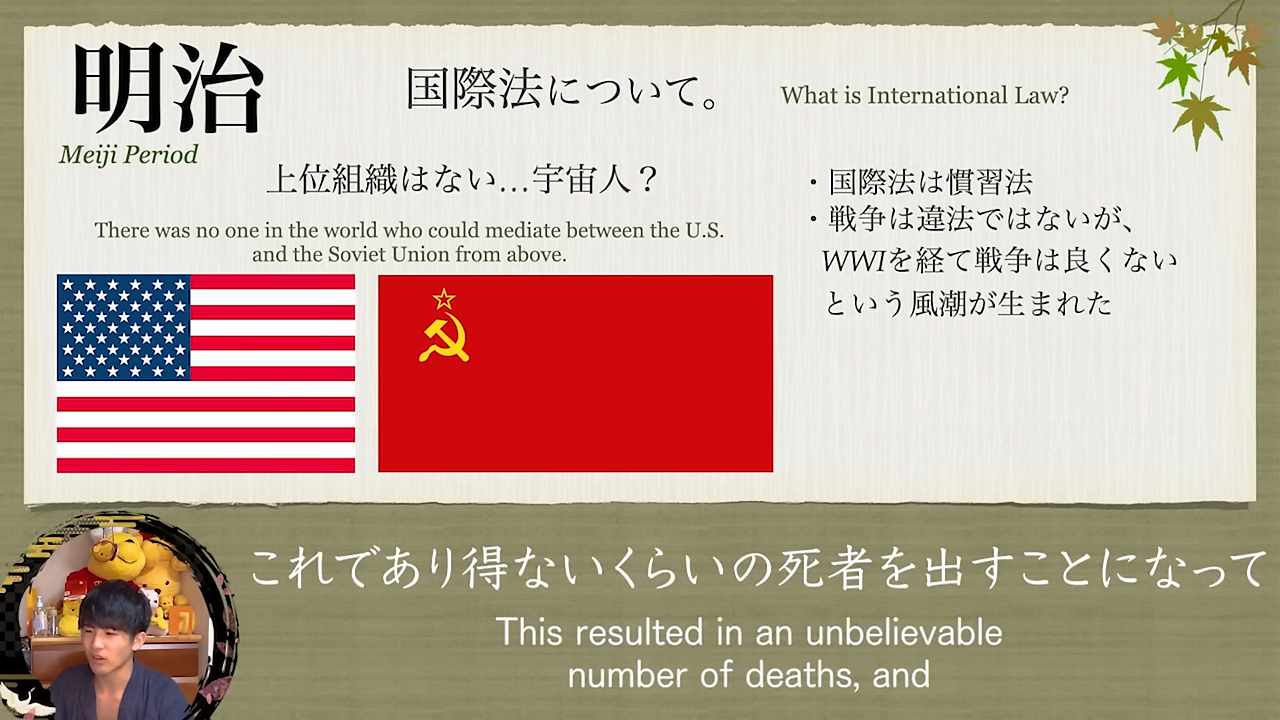 明治
Meiji Period
国際法について。
What is International Law?
上位組織はない…宇宙人？
There was no one in the world who could mediate between the U.S.
and the Soviet Union from above.
・国際法は慣習法
・戦争は違法ではないが、
WWIを経て戦争は良くない
という風潮が生まれた
これであり得ないくらいの死者を出すことになって
This resulted in an unbelievable
number of deaths, and